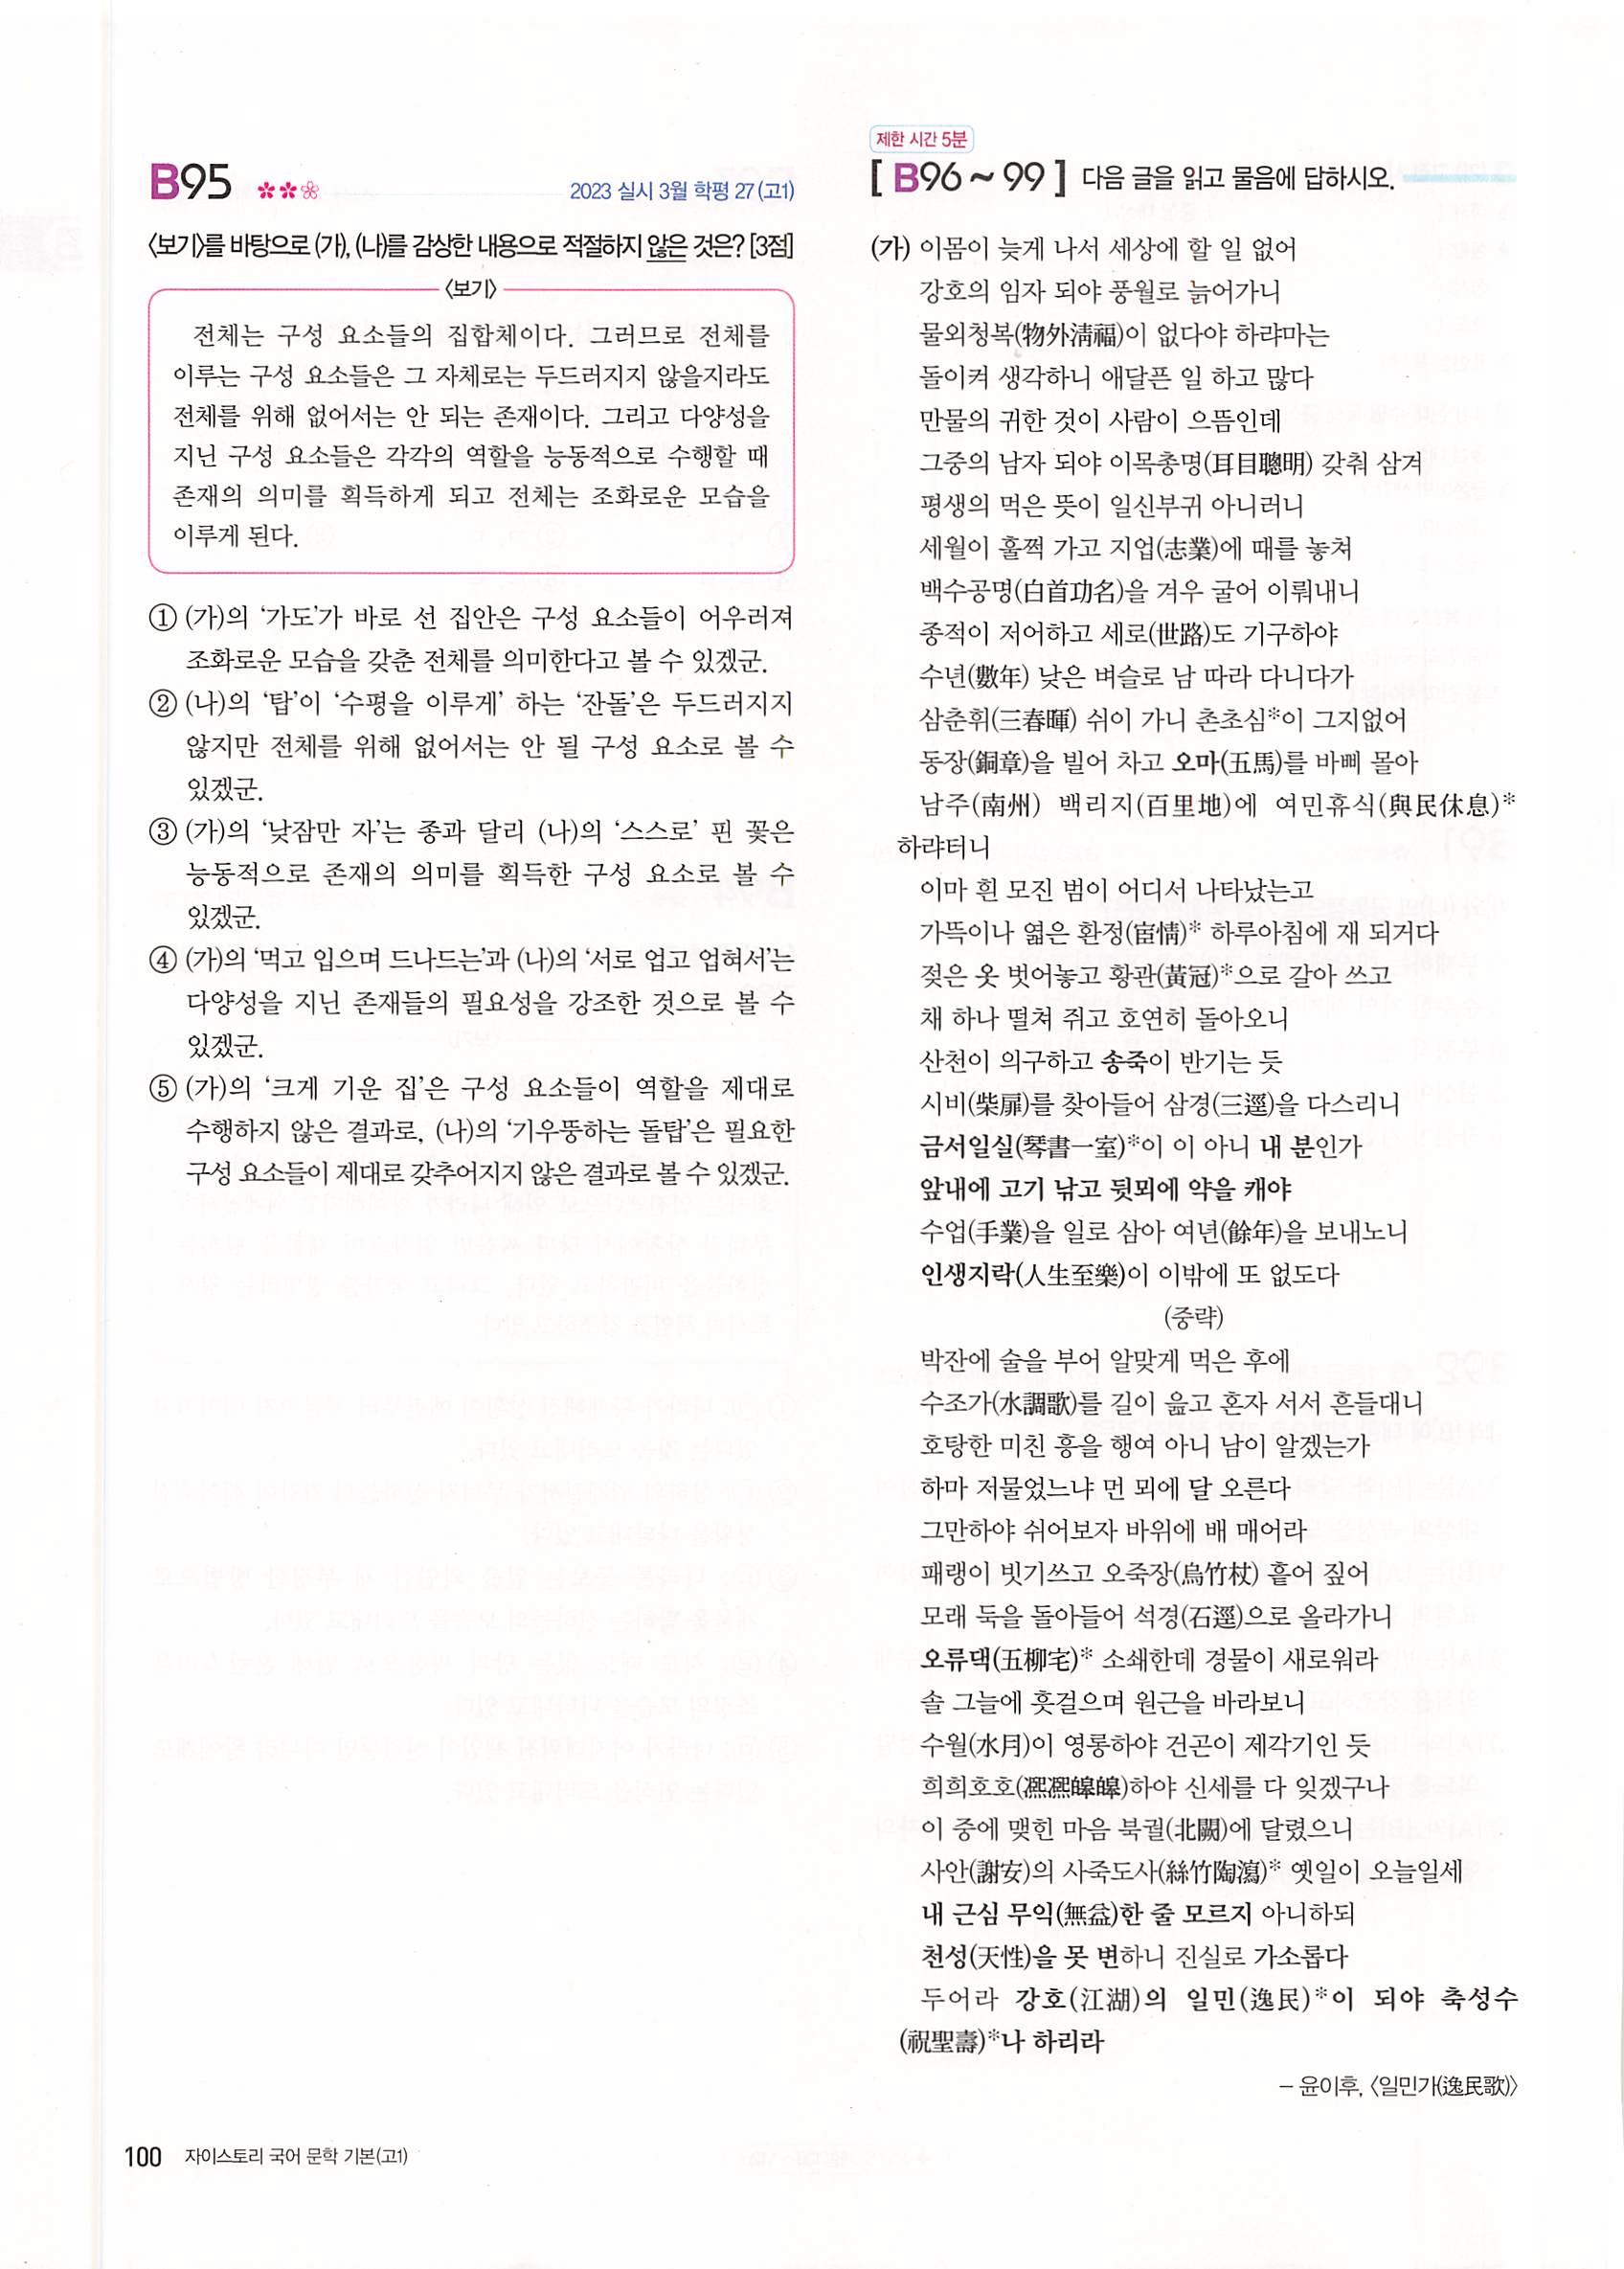 B95
2023 실시 3월 학평 27(고1)
〈보기〉를 바탕으로 (가), (나)를 감상한 내용으로 적절하지 않은 것은? [3점]
〈보기〉
전체는 구성 요소들의 집합체이다. 그러므로 전체를
이루는 구성 요소들은 그 자체로는 두드러지지 않을지라도
전체를 위해 없어서는 안 되는 존재이다. 그리고 다양성을
지닌 구성 요소들은 각각의 역할을 능동적으로 수행할 때
존재의 의미를 획득하게 되고 전체는 조화로운 모습을
이루게 된다.
① (가)의 ‘가도’가 바로 선 집안은 구성 요소들이 어우러져
조화로운 모습을 갖춘 전체를 의미한다고 볼 수 있겠군.
② (나)의 ‘탑’이 ‘수평을 이루게’ 하는 ‘잔돌’은 두드러지지
않지만 전체를 위해 없어서는 안 될 구성 요소로 볼 수
있겠군.
③ (가)의 ‘낮잠만 자’는 종과 달리 (나)의 ‘스스로’ 핀 꽃은
능동적으로 존재의 의미를 획득한 구성 요소로 볼 수
있겠군.
④ (가)의 ‘먹고 입으며 드나드는’과 (나)의 ‘서로 업고 업혀서’는
다양성을 지닌 존재들의 필요성을 강조한 것으로 볼 수
있겠군.
⑤ (가)의 ‘크게 기운 집’은 구성 요소들이 역할을 제대로
수행하지 않은 결과로, (나)의 ‘기우뚱하는 돌탑’은 필요한
구성 요소들이 제대로 갖추어지지 않은 결과로 볼 수 있겠군.
제한 시간 5분
[ B96 ~ 99 ] 다음 글을 읽고 물음에 답하시오.
(가) 이몸이 늦게 나서 세상에 할 일 없어
강호의 임자 되야 풍월로 늙어가니
물외청복(物外淸福)이 없다야 하랴마는
돌이켜 생각하니 애달픈 일 하고 많다
만물의 귀한 것이 사람이 으뜸인데
그중의 남자 되야 이목총명(耳目聰明) 갖춰 삼겨
평생의 먹은 뜻이 일신부귀 아니러니
세월이 훌쩍 가고 지업(志業)에 때를 놓쳐
백수공명(白首功名)을 겨우 굴어 이뤄내니
종적이 저어하고 세로(世路)도 기구하야
수년(數年) 낮은 벼슬로 남 따라 다니다가
삼춘휘(三春暉) 쉬이 가니 촌초심*이 그지없어
동장(銅章)을 빌어 차고 오마(五馬)를 바삐 몰아
남주(南州) 백리지(百里地)에 여민휴식(與民休息)*
하랴터니
이마 흰 모진 범이 어디서 나타났는고
가뜩이나 엷은 환정(宦情)* 하루아침에 재 되거다
젖은 옷 벗어놓고 황관(黃冠)*으로 갈아 쓰고
채 하나 떨쳐 쥐고 호연히 돌아오니
산천이 의구하고 송죽이 반기는 듯
시비(柴扉)를 찾아들어 삼경(三逕)을 다스리니
금서일실(琴書一室)*이 이 아니 내 분인가
앞내에 고기 낚고 뒷뫼에 약을 캐야
수업(手業)을 일로 삼아 여년(餘年)을 보내노니
인생지락(人生至樂)이 이밖에 또 없도다
(중략)
박잔에 술을 부어 알맞게 먹은 후에
수조가(水調歌)를 길이 읊고 혼자 서서 흔들대니
호탕한 미친 흥을 행여 아니 남이 알겠는가
하마 저물었느냐 먼 뫼에 달 오른다
그만하야 쉬어보자 바위에 배 매어라
패랭이 빗기쓰고 오죽장(烏竹杖) 흩어 짚어
모래 둑을 돌아들어 석경(石逕)으로 올라가니
오류댁(五柳宅)* 소쇄한데 경물이 새로워라
솔 그늘에 흣걸으며 원근을 바라보니
수월(水月)이 영롱하야 건곤이 제각기인 듯
희희호호(凞凞皞皞)하야 신세를 다 잊겠구나
이 중에 맺힌 마음 북궐(北闕)에 달렸으니
사안(謝安)의 사죽도사(絲竹陶瀉)* 옛일이 오늘일세
내 근심 무익(無益)한 줄 모르지 아니하되
천성(天性)을 못 변하니 진실로 가소롭다
두어라 강호(江湖)의 일민(逸民)*이 되야 축성수
(祝聖壽)*나 하리라
- 윤이후, 〈일민가(逸民歌)〉
100 자이스토리 국어 문학 기본(고1)